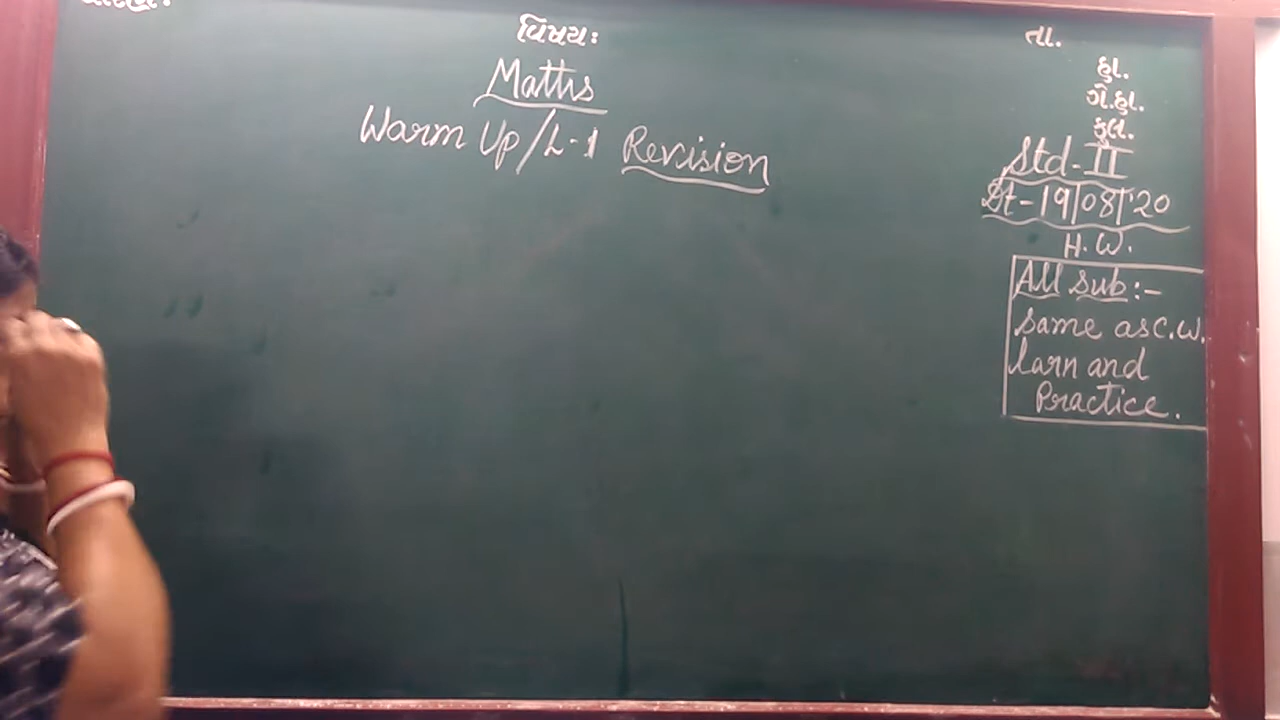 વિષય:
Maths
Warm Up/L-1 Revision
તા.
હા.
ગે.હા.
કુલ.
Std-II
Dt-19/08/'20
H.W.
All Sub:-
same as C.W.
larn and
Practice.